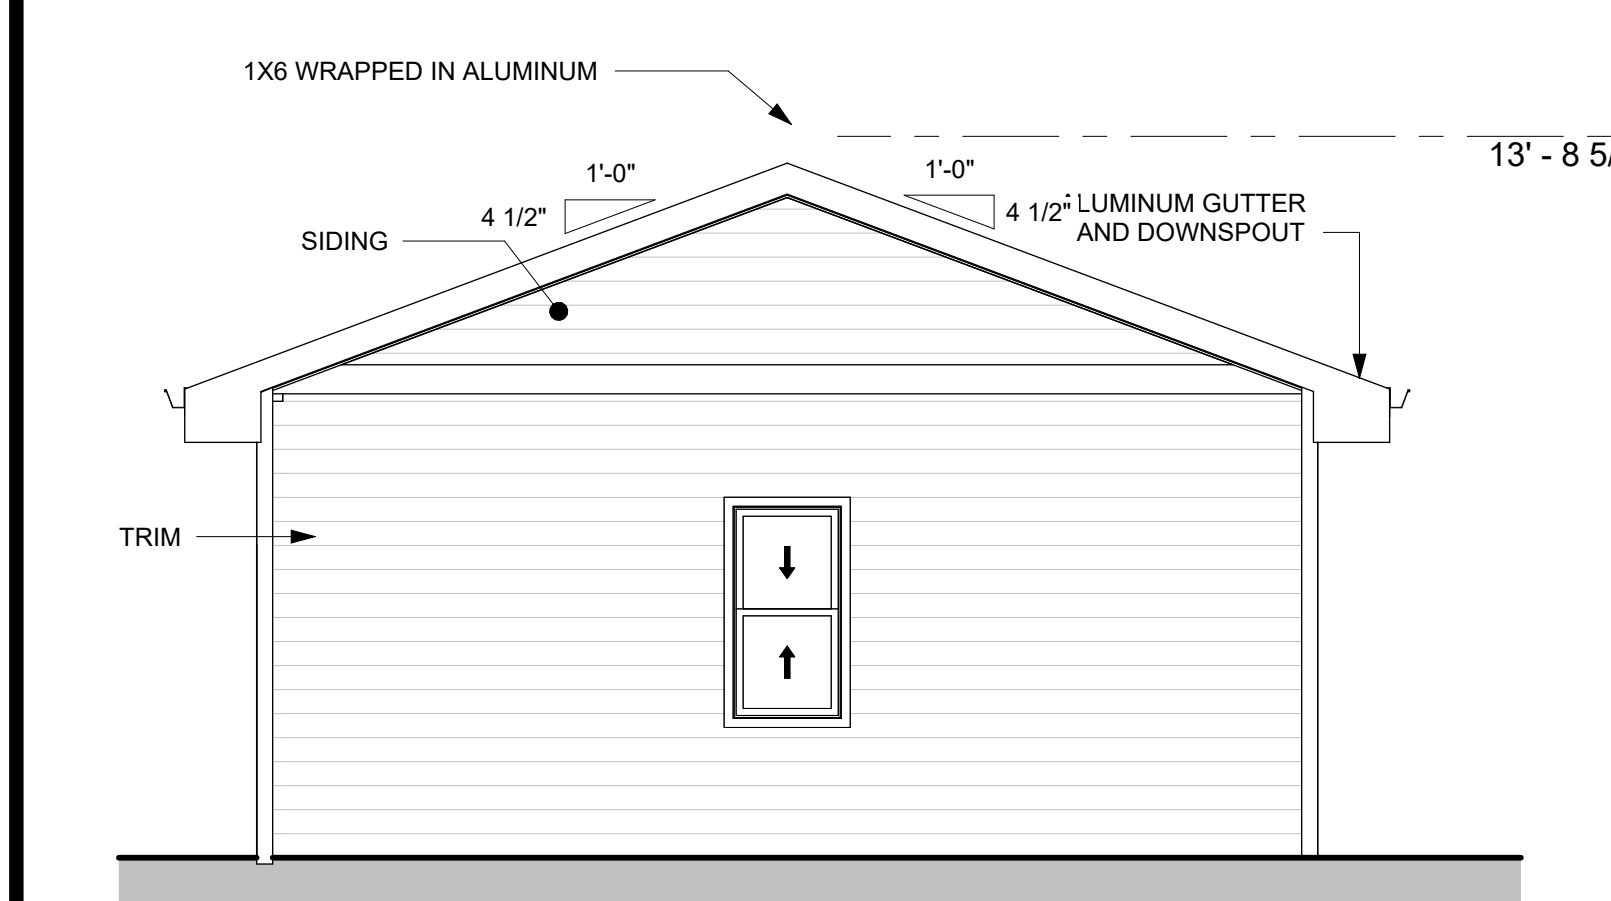 1X6 WRAPPED IN ALUMINUM
13' - 8 5/
1'-0"
1'-0"
4 1/2"
4 1/2"
LUMINUM GUTTER
AND DOWNSPOUT
SIDING
TRIM